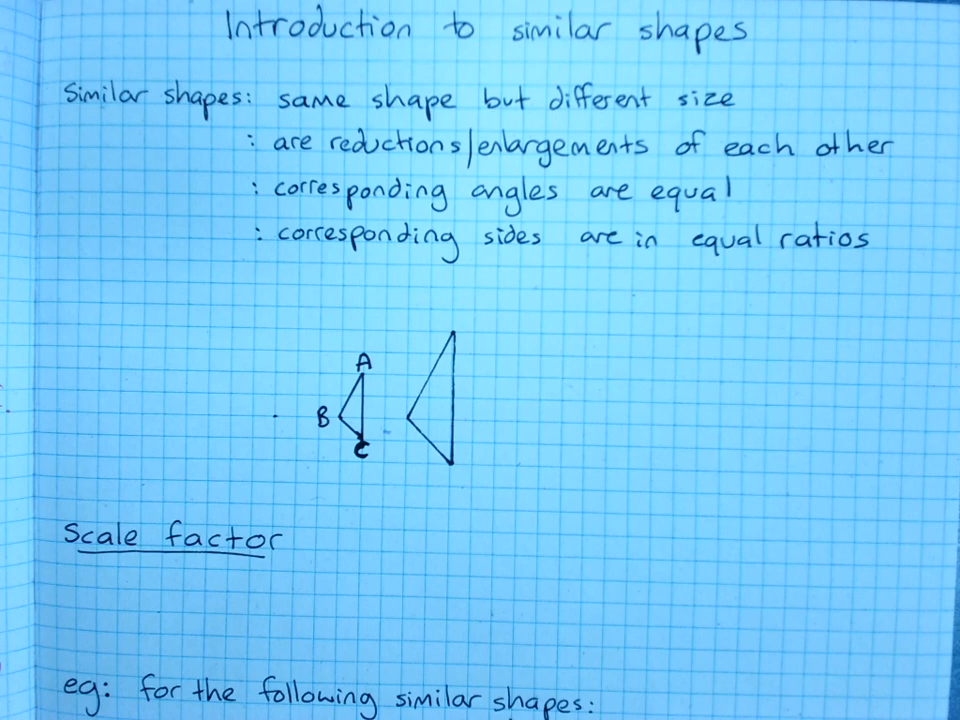 Introduction to similar shapes
Similar shapes: same shape but different size
: are reductions/enlargements of each other
: corresponding angles are equal
: corresponding sides are in equal ratios
A
B
C
Scale factor
eg: for the following similar shapes: